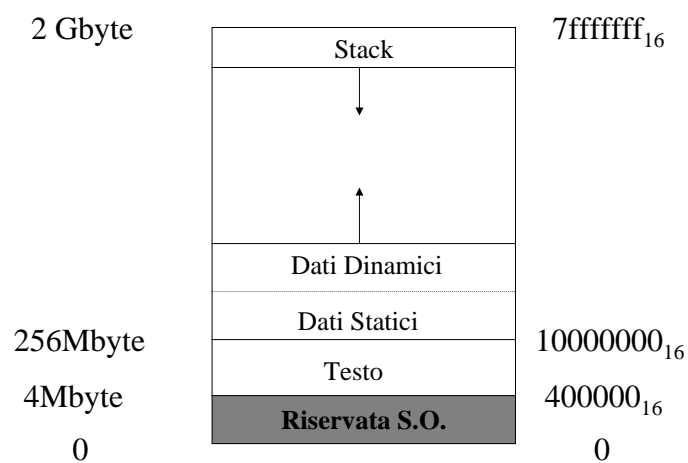 2 Gbyte
Stack
7fffffff16
Dati Dinamici
Dati Statici
256Mbyte
1000000016
Testo
4Mbyte
40000016
Riservata S.O.
0
0